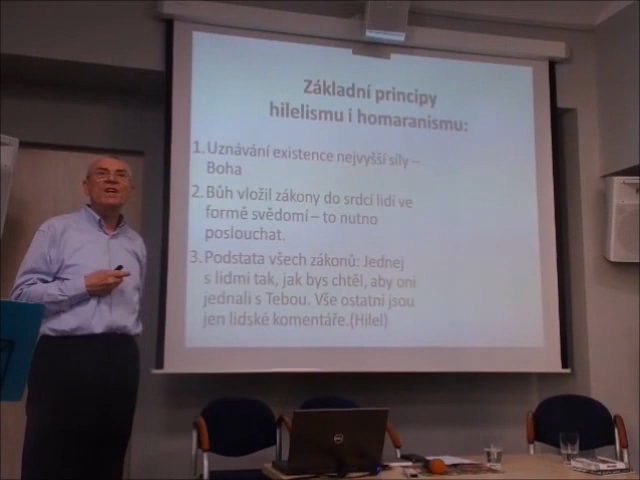 Základní principy
hilelismu i homaranismu:
1. Uznávání existence nejvyšší síly –
Boha
2. Bůh vložil zákony do srdcí lidí ve
formě svědomí – to nutno
poslouchat.
3. Podstata všech zákonů: Jednej
s lidmi tak, jak bys chtěl, aby oni
jednali s Tebou. Vše ostatní jsou
jen lidské komentáře.(Hilel)
DELL